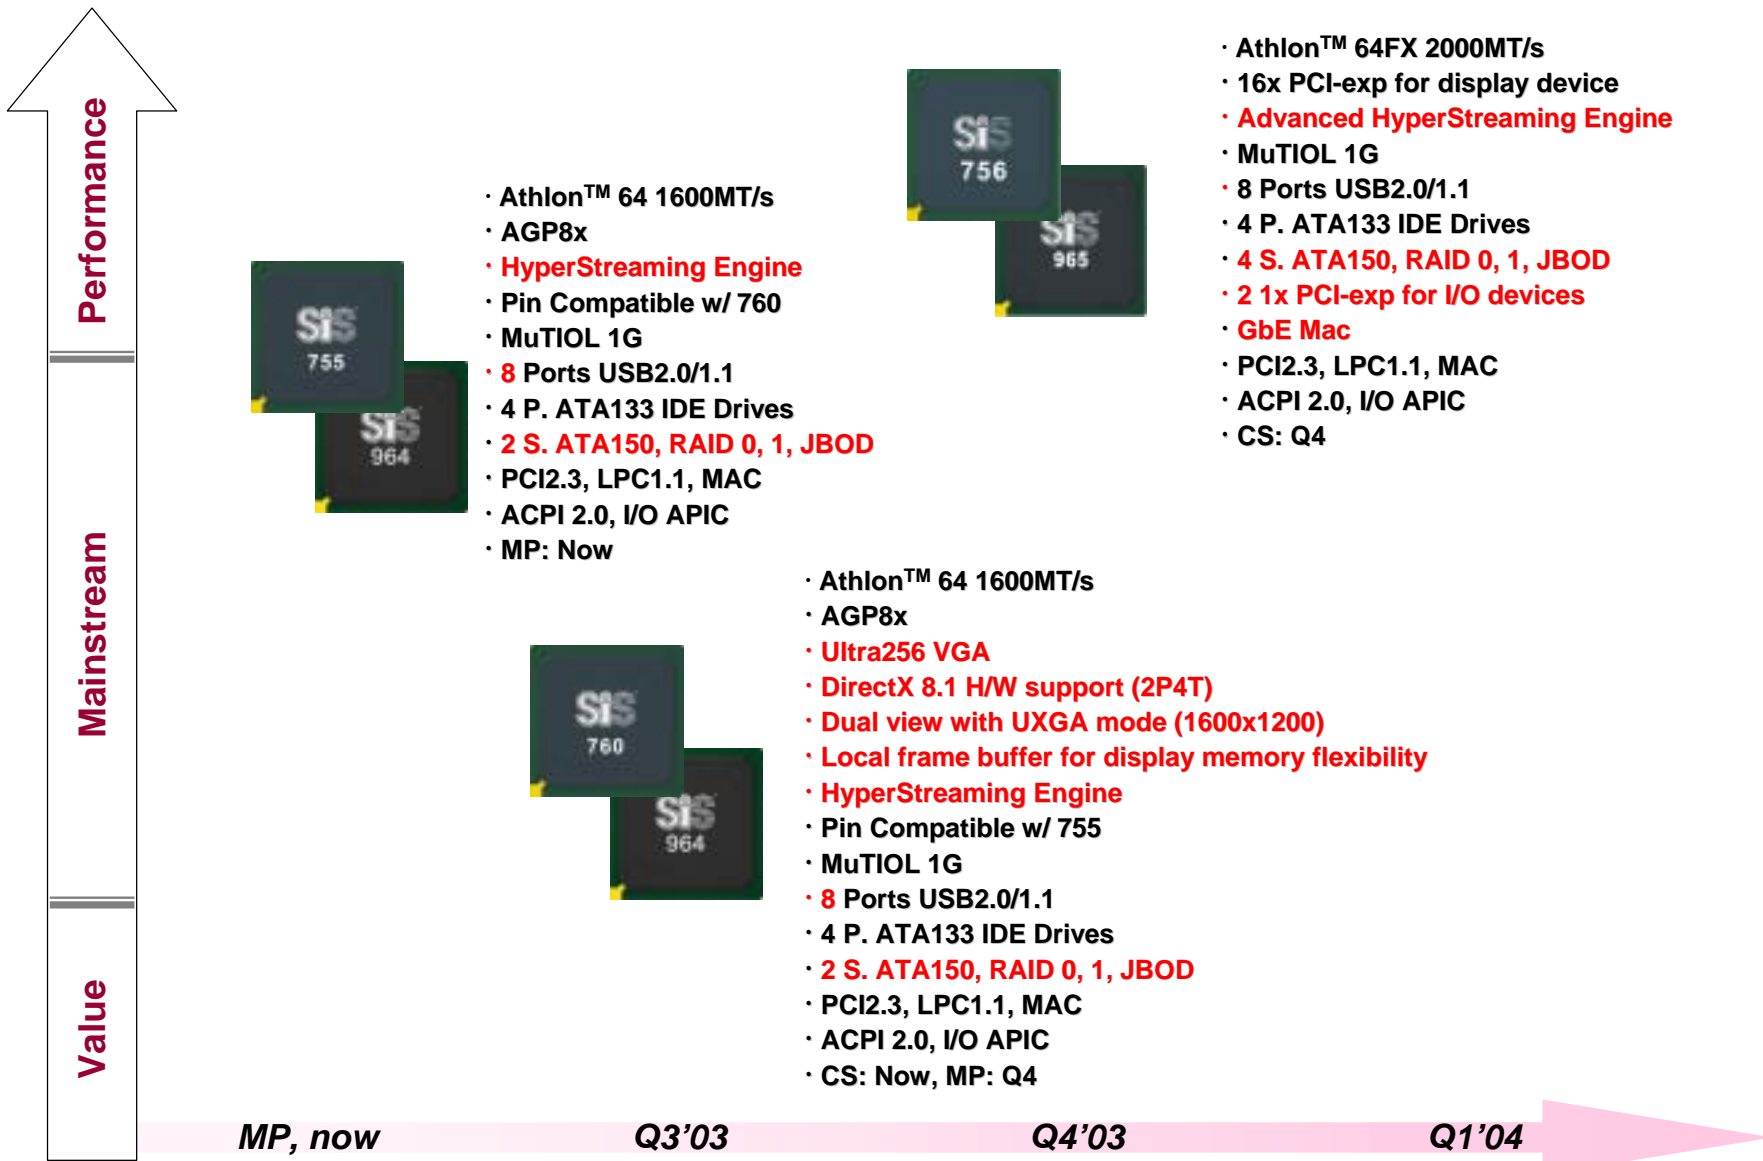 Performance
Mainstream
Value
SiS
755
SiS
964
· Athlon™ 64 1600MT/s
· AGP8x
· HyperStreaming Engine
· Pin Compatible w/ 760
· MuTIOL 1G
· 8 Ports USB2.0/1.1
· 4 P. ATA133 IDE Drives
· 2 S. ATA150, RAID 0, 1, JBOD
· PCI2.3, LPC1.1, MAC
· ACPI 2.0, I/O APIC
· MP: Now
SiS
756
SiS
965
· Athlon™ 64FX 2000MT/s
· 16x PCI-exp for display device
· Advanced HyperStreaming Engine
· MuTIOL 1G
· 8 Ports USB2.0/1.1
· 4 P. ATA133 IDE Drives
· 4 S. ATA150, RAID 0, 1, JBOD
· 2 1x PCI-exp for I/O devices
· GbE Mac
· PCI2.3, LPC1.1, MAC
· ACPI 2.0, I/O APIC
· CS: Q4
SiS
760
SiS
964
· Athlon™ 64 1600MT/s
· AGP8x
· Ultra256 VGA
· DirectX 8.1 H/W support (2P4T)
· Dual view with UXGA mode (1600x1200)
· Local frame buffer for display memory flexibility
· HyperStreaming Engine
· Pin Compatible w/ 755
· MuTIOL 1G
· 8 Ports USB2.0/1.1
· 4 P. ATA133 IDE Drives
· 2 S. ATA150, RAID 0, 1, JBOD
· PCI2.3, LPC1.1, MAC
· ACPI 2.0, I/O APIC
· CS: Now, MP: Q4
MP, now Q3’03 Q4’03 Q1’04